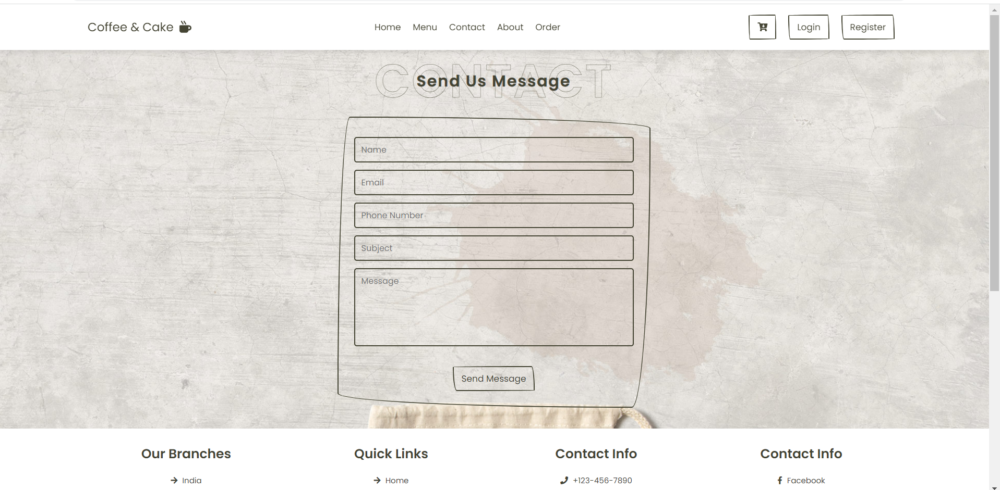 Coffee & Cake
Home Menu Contact About Order
Login Register
CONTACT
Send Us Message
Name
Email
Phone Number
Subject
Message
Send Message
Our Branches Quick Links Contact Info Contact Info
India Home +123-456-7890 Facebook